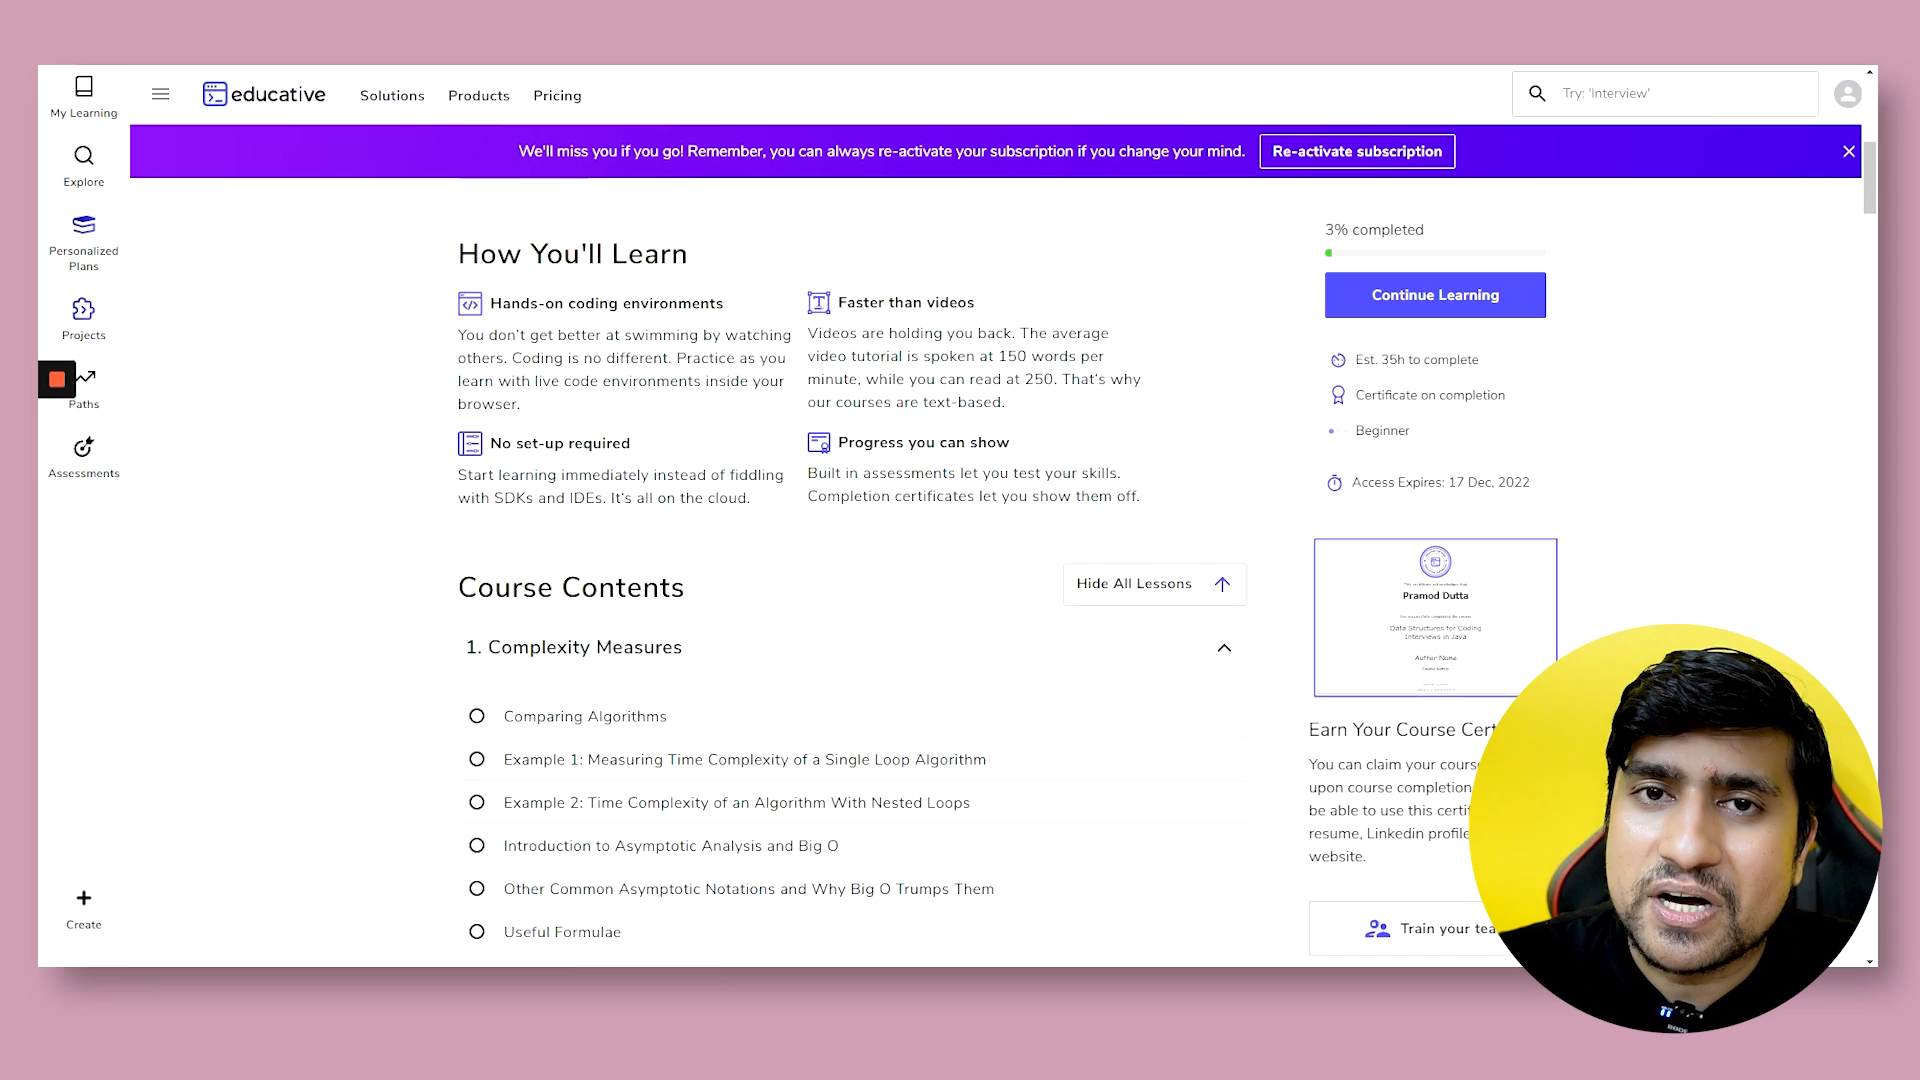 My Learning
Explore
Personalized
Plans
Projects
Paths
Assessments
Create
educative
Solutions
Products
Pricing
Try: 'Interview'
We'll miss you if you go! Remember, you can always re-activate your subscription if you change your mind.
Re-activate subscription
How You'll Learn
Hands-on coding environments
You don't get better at swimming by watching
others. Coding is no different. Practice as you
learn with live code environments inside your
browser.
Faster than videos
Videos are holding you back. The average
video tutorial is spoken at 150 words per
minute, while you can read at 250. That's why
our courses are text-based.
No set-up required
Start learning immediately instead of fiddling
with SDKs and IDEs. It's all on the cloud.
Progress you can show
Built in assessments let you test your skills.
Completion certificates let you show them off.
Course Contents
Hide All Lessons
1. Complexity Measures
Comparing Algorithms
Example 1: Measuring Time Complexity of a Single Loop Algorithm
Example 2: Time Complexity of an Algorithm With Nested Loops
Introduction to Asymptotic Analysis and Big O
Other Common Asymptotic Notations and Why Big O Trumps Them
Useful Formulae
3% completed
Continue Learning
Est. 35h to complete
Certificate on completion
Beginner
Access Expires: 17 Dec, 2022
Pramod Dutta
Data Structures for Coding
Interviews in Java
Author Name
Earn Your Course Cert
You can claim your cours
upon course completion
be able to use this certif
resume, Linkedin profile
website.
Train your tea
RODE